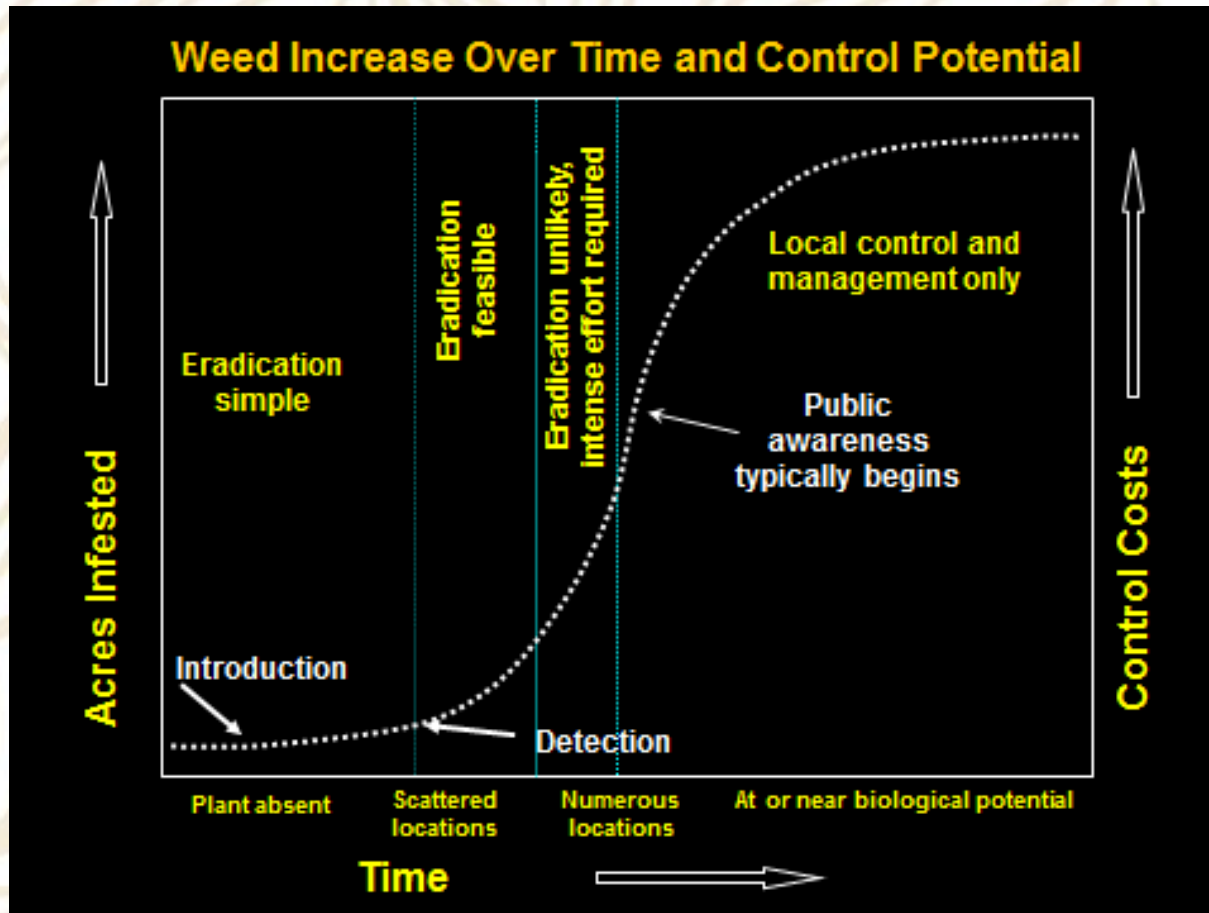 Weed Increase Over Time and Control Potential
Acres Infested
Control Costs
Eradication
simple
Eradication
feasible
Eradication unlikely,
intense effort required
Local control and
management only
Public
awareness
typically begins
Introduction
Detection
Plant absent
Scattered
locations
Numerous
locations
At or near biological potential
Time